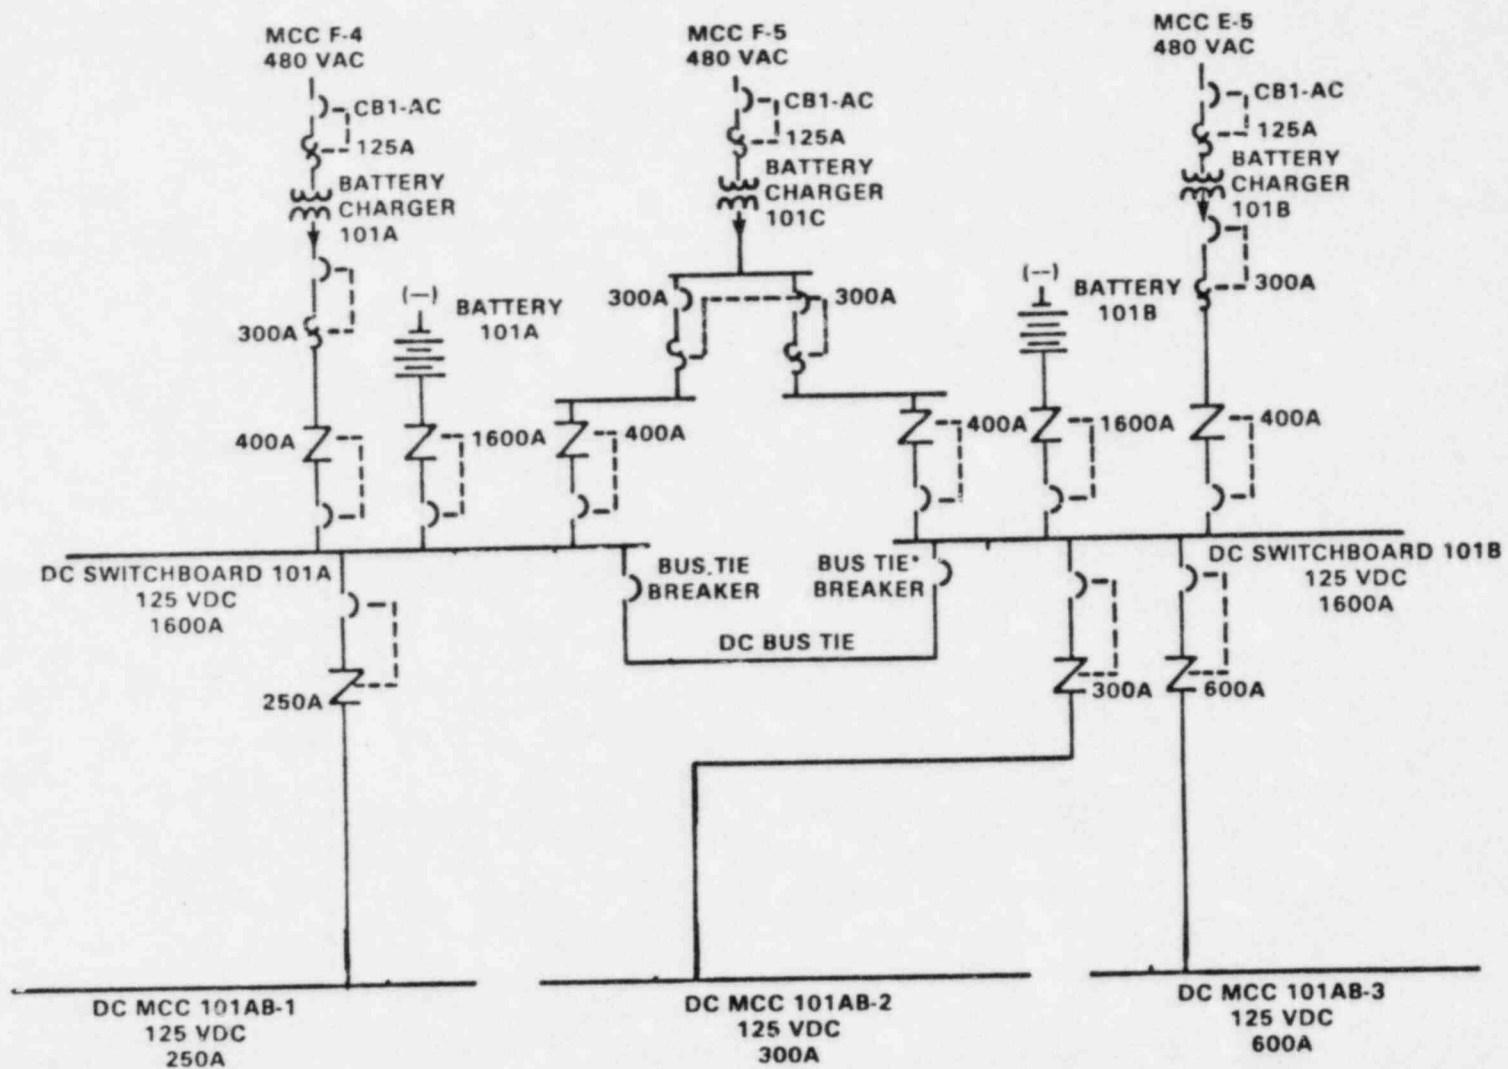 MCC F-4
480 VAC
CB1-AC
125A
BATTERY
CHARGER
101A
300A
(—)
BATTERY
101A
400A
1600A
400A
MCC F-5
480 VAC
CB1-AC
125A
BATTERY
CHARGER
101C
300A
300A
MCC E-5
480 VAC
CB1-AC
125A
BATTERY
CHARGER
101B
300A
(--)
BATTERY
101B
400A
1600A
400A
DC SWITCHBOARD 101A
125 VDC
1600A
BUS.TIE
BREAKER
BUS TIE*
BREAKER
DC BUS TIE
DC SWITCHBOARD 101B
125 VDC
1600A
250A
300A
600A
DC MCC 101AB-1
125 VDC
250A
DC MCC 101AB-2
125 VDC
300A
DC MCC 101AB-3
125 VDC
600A